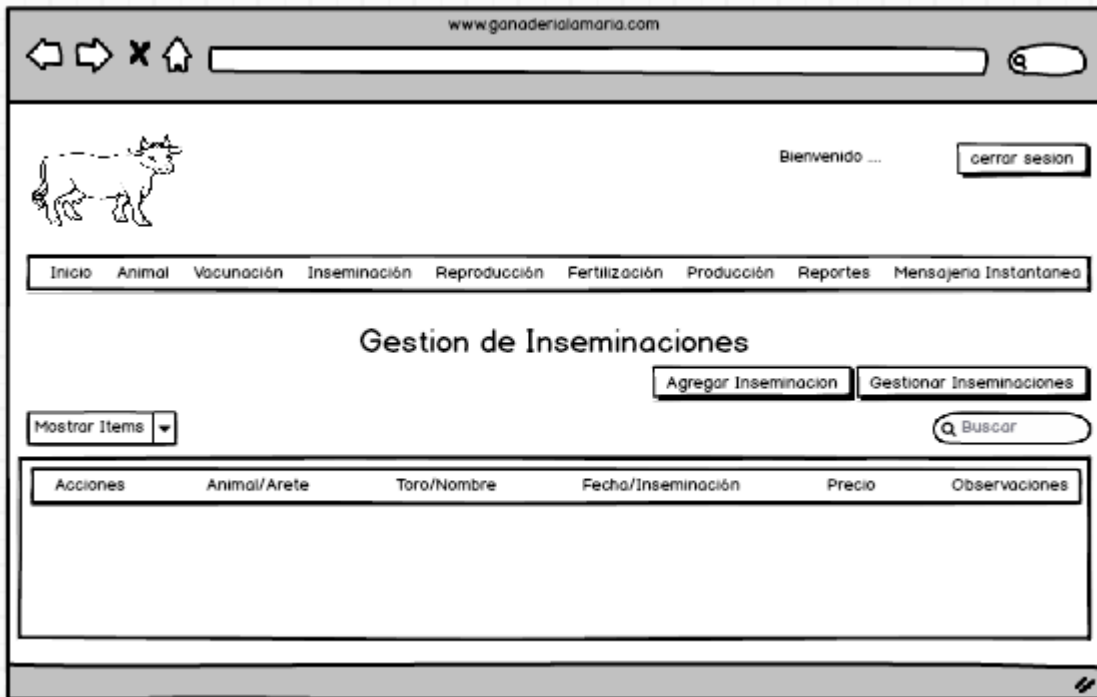 www.ganaderialamaria.com
Bienvenido ...
cerrar sesion
Inicio Animal Vacunación Inseminación Reproducción Fertilización Producción Reportes Mensajeria Instantanea
Gestion de Inseminaciones
Agregar Inseminacion Gestionar Inseminaciones
Mostrar Items Buscar
Acciones Animal/Arete Toro/Nombre Fecha/Inseminación Precio Observaciones